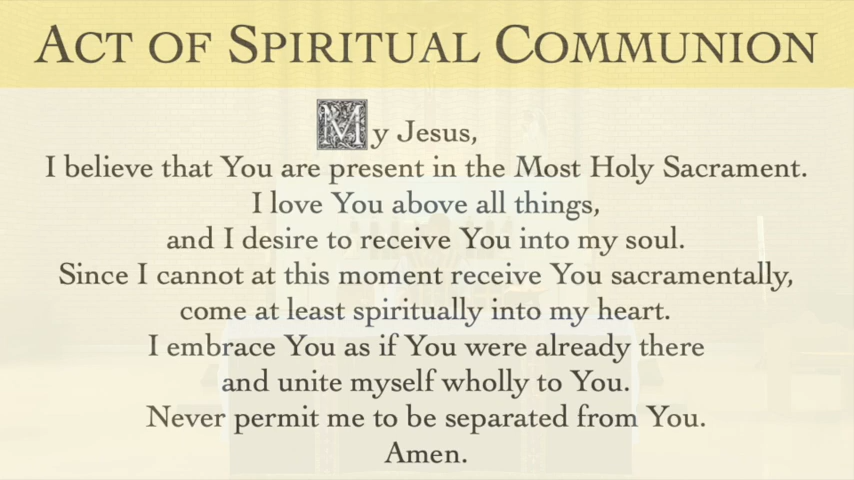 ACT OF SPIRITUAL COMMUNION
My Jesus,
I believe that You are present in the Most Holy Sacrament.
I love You above all things,
and I desire to receive You into my soul.
Since I cannot at this moment receive You sacramentally,
come at least spiritually into my heart.
I embrace You as if You were already there
and unite myself wholly to You.
Never permit me to be separated from You.
Amen.